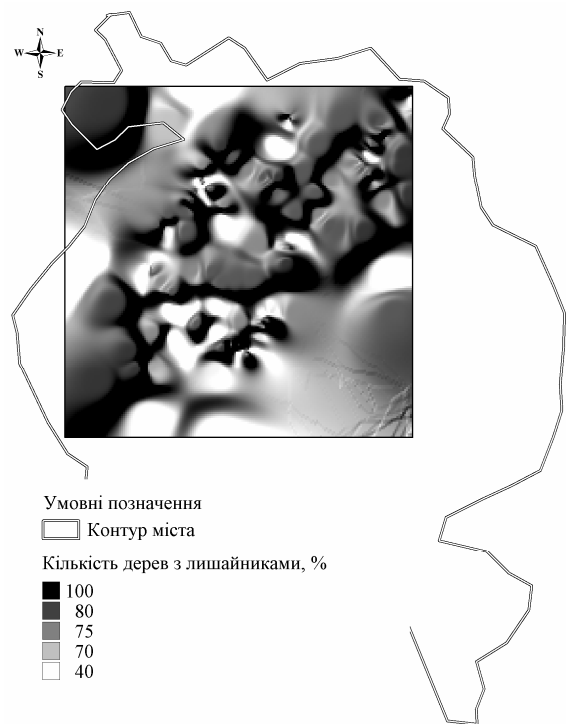 N
W E
S
Умовні позначення
Контур міста
Кількість дерев з лишайниками, %
100
80
75
70
40